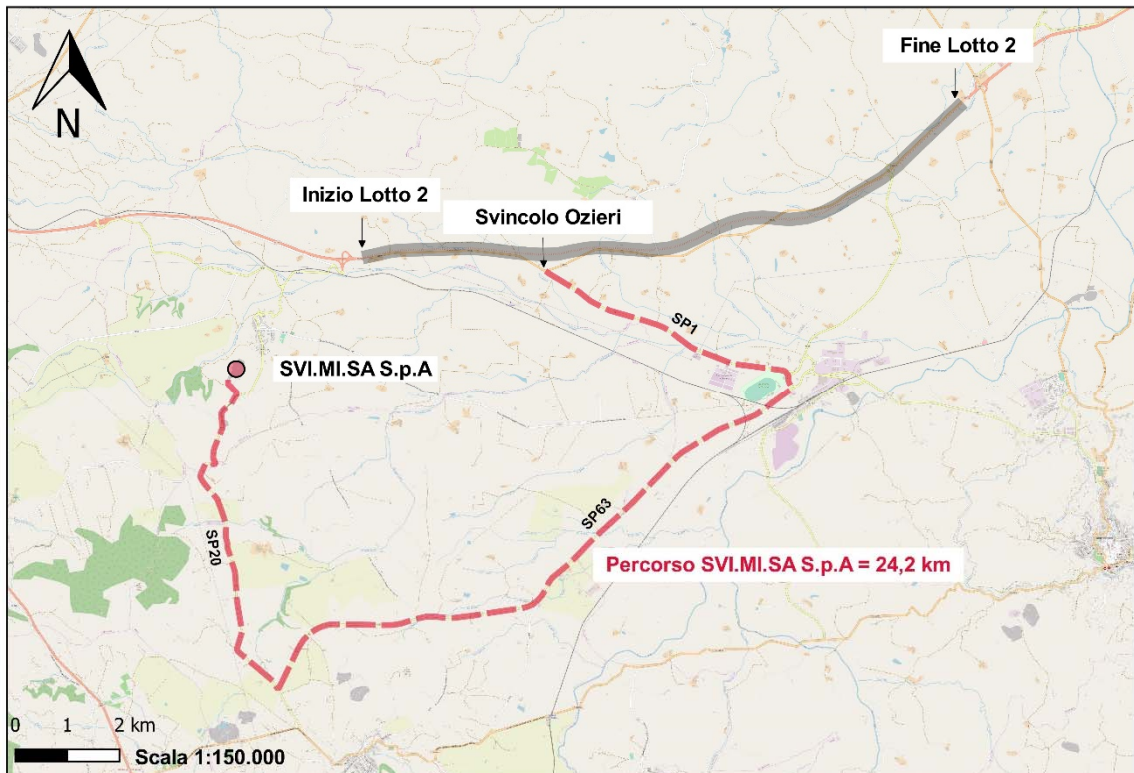 Fine Lotto 2
N
Inizio Lotto 2
Svincolo Ozieri
SP1
SVI.MI.SA S.p.A
SP63
SP20
Percorso SVI.MI.SA S.p.A = 24,2 km
0 1 2 km
Scala 1:150.000